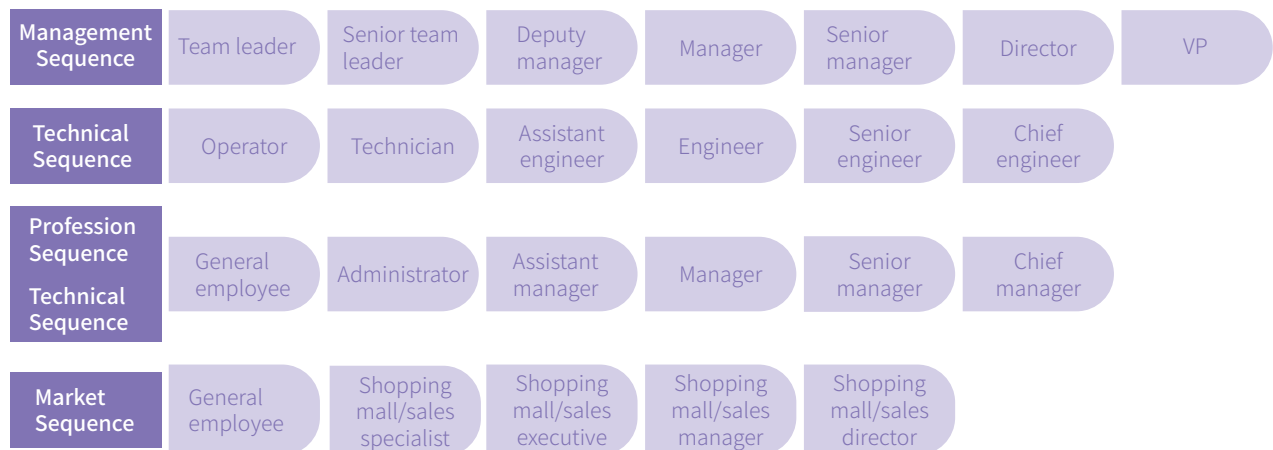 Management
Sequence
Team leader
Senior team
leader
Deputy
manager
Manager
Senior
manager
Director
VP
Technical
Sequence
Operator
Technician
Assistant
engineer
Engineer
Senior
engineer
Chief
engineer
Profession
Sequence
Technical
Sequence
General
employee
Administrator
Assistant
manager
Manager
Senior
manager
Chief
manager
Market
Sequence
General
employee
Shopping
mall/sales
specialist
Shopping
mall/sales
executive
Shopping
mall/sales
manager
Shopping
mall/sales
director